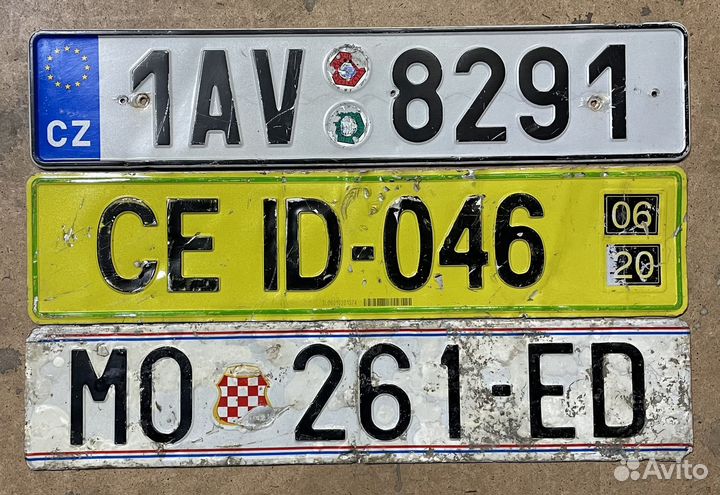 CZ 1AV 8291
CE ID-046 06
20
MO 261-ED
Avito